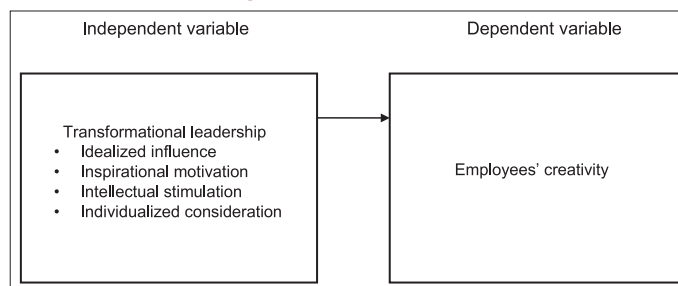 Independent variable
Dependent variable
Transformational leadership
• Idealized influence
• Inspirational motivation
• Intellectual stimulation
• Individualized consideration
Employees' creativity